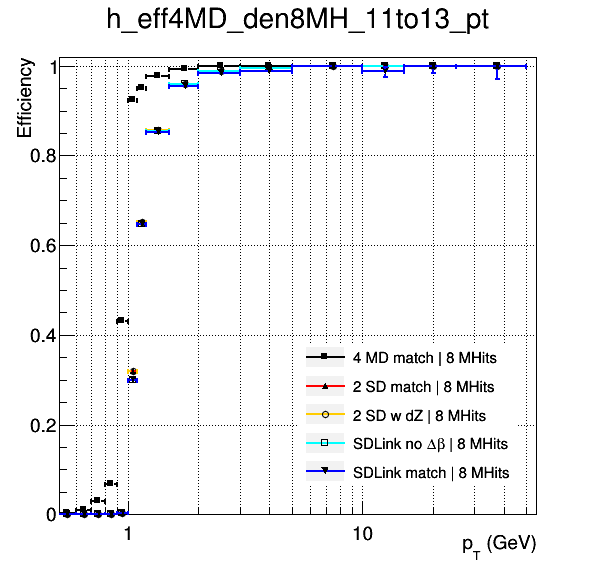 h_eff4MD_den8MH_11to13_pt
Efficiency
1
0.8
0.6
0.4
0.2
0
4 MD match | 8 MHits
2 SD match | 8 MHits
2 SD w dZ | 8 MHits
SDLink no Δβ | 8 MHits
SDLink match | 8 MHits
1
10
p_T (GeV)